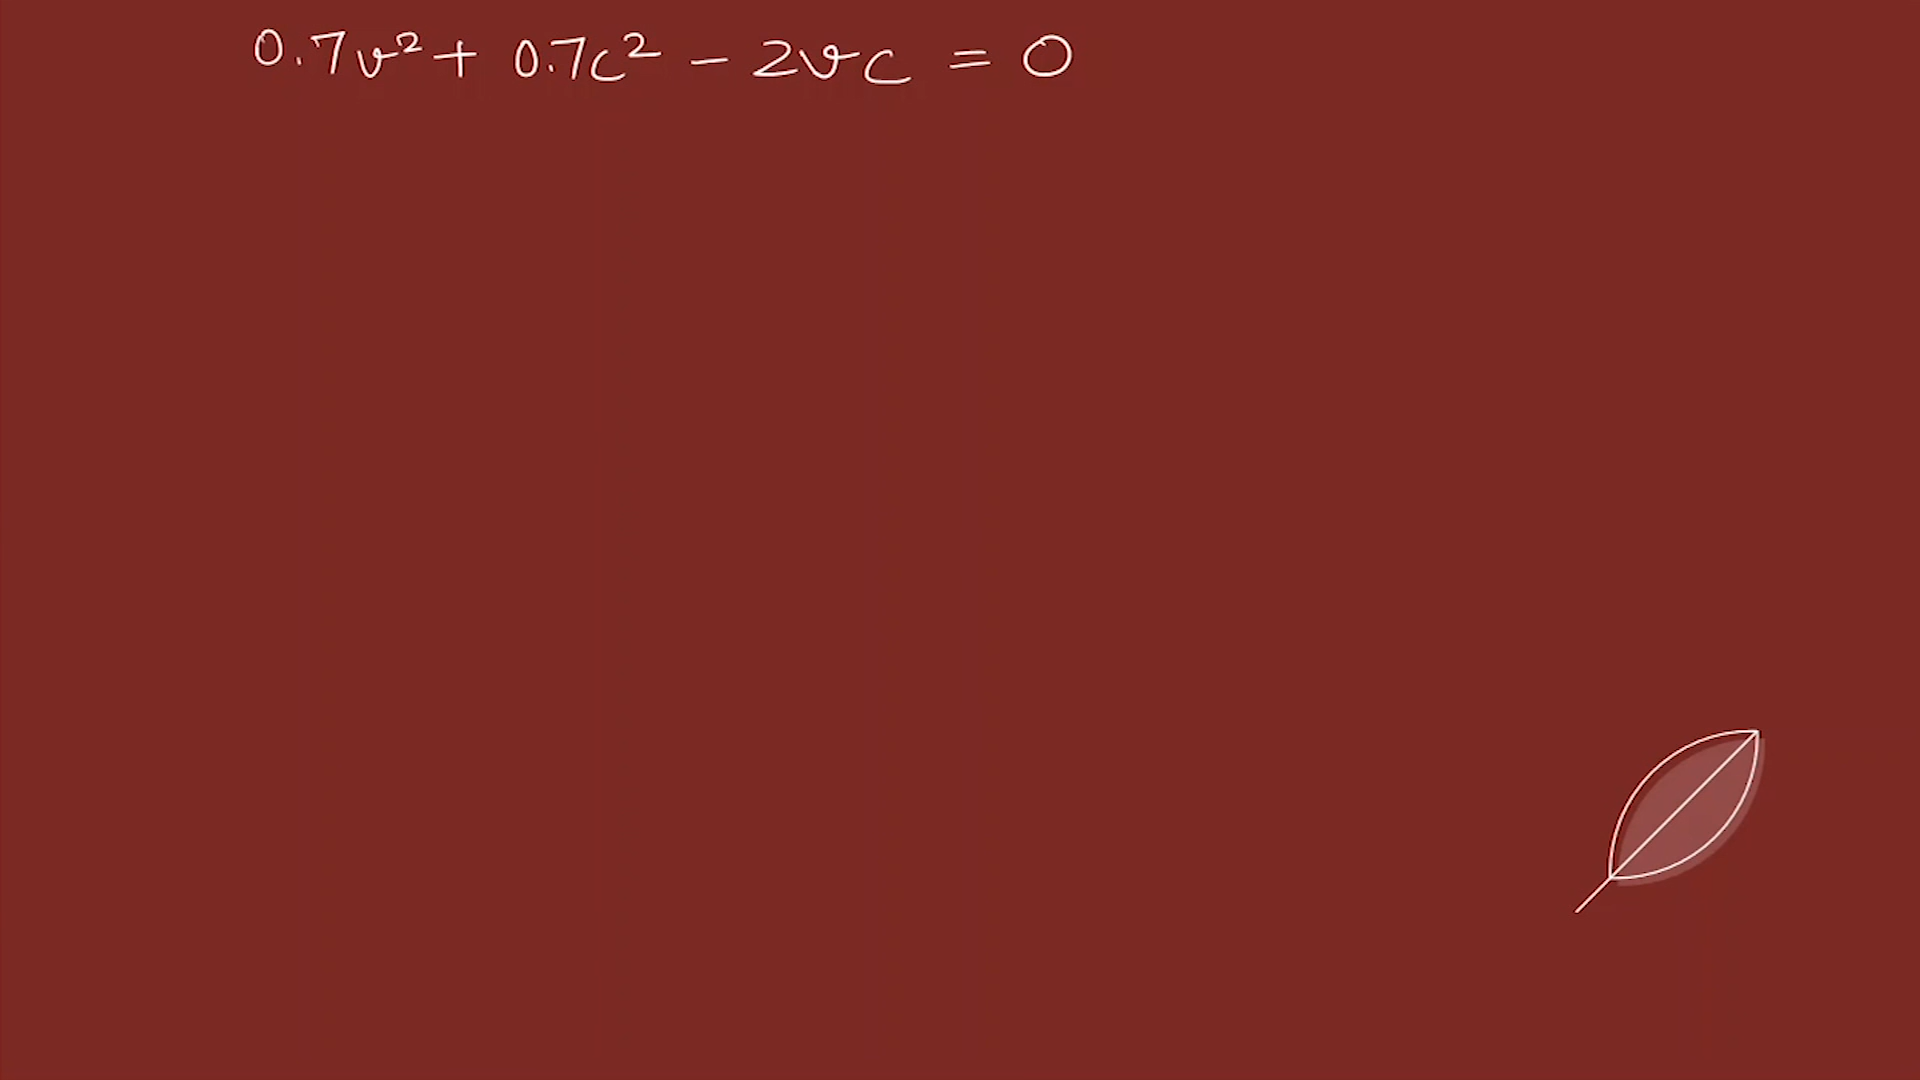 0.7v² + 0.7c² - 2vc = 0